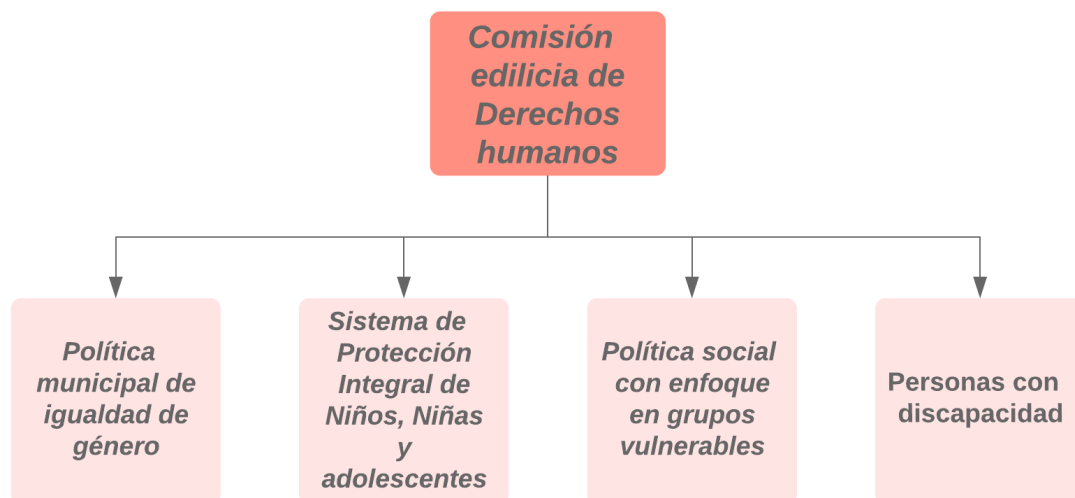 Comisión
edilicia de
Derechos
humanos
Política
municipal de
igualdad de
género
Sistema de
Protección
Integral de
Niños, Niñas
y
adolescentes
Política social
con enfoque
en grupos
vulnerables
Personas con
discapacidad